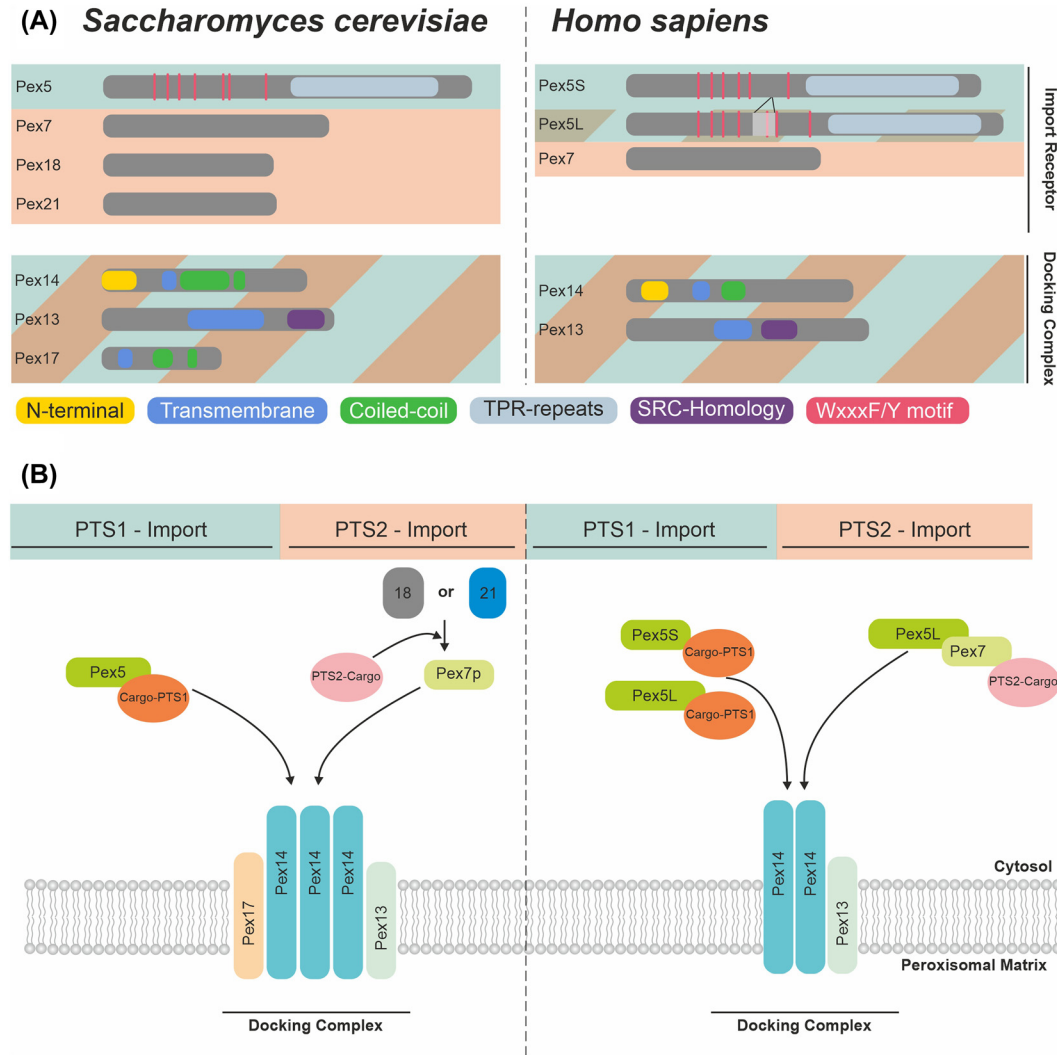 (A) Saccharomyces cerevisiae
Homo sapiens
Pex5
Pex7
Pex18
Pex21
Pex5S
Pex5L
Pex7
Import Receptor
Pex14
Pex13
Pex17
Pex14
Pex13
Docking Complex
N-terminal
Transmembrane
Coiled-coil
TPR-repeats
SRC-Homology
WxxxF/Y motif
(B)
PTS1 - Import
PTS2 - Import
PTS1 - Import
PTS2 - Import
18 or 21
Pex5
Cargo-PTS1
PTS2-Cargo
Pex7p
Pex5S
Cargo-PTS1
Pex5L
Cargo-PTS1
Pex5L
Pex7
PTS2-Cargo
Pex17
Pex14
Pex14
Pex14
Pex13
Pex14
Pex14
Pex13
Cytosol
Peroxisomal Matrix
Docking Complex
Docking Complex